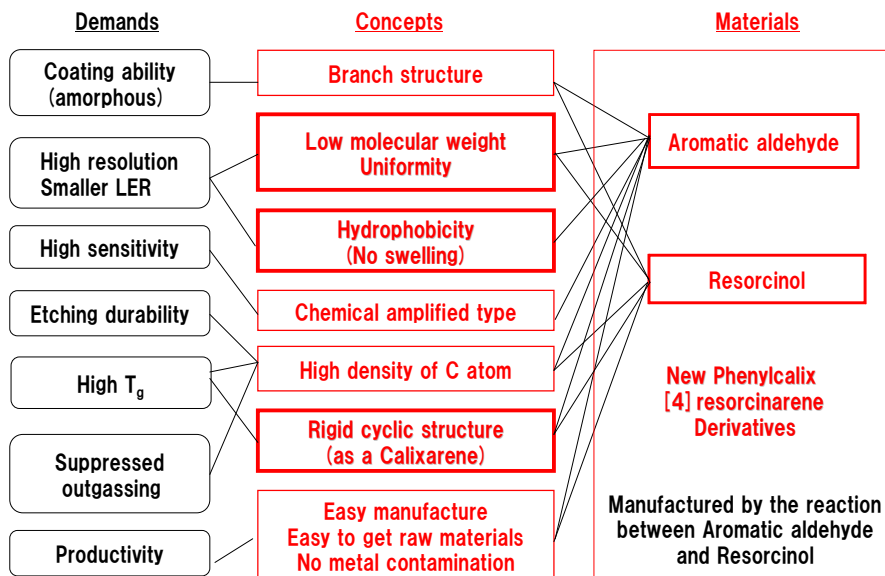 Demands
Concepts
Materials
Coating ability
(amorphous)
High resolution
Smaller LER
High sensitivity
Etching durability
High Tg
Suppressed
outgassing
Productivity
Branch structure
Low molecular weight
Uniformity
Hydrophobicity
(No swelling)
Chemical amplified type
High density of C atom
Rigid cyclic structure
(as a Calixarene)
Easy manufacture
Easy to get raw materials
No metal contamination
Aromatic aldehyde
Resorcinol
New Phenylcalix
[4] resorcinarene
Derivatives
Manufactured by the reaction
between Aromatic aldehyde
and Resorcinol